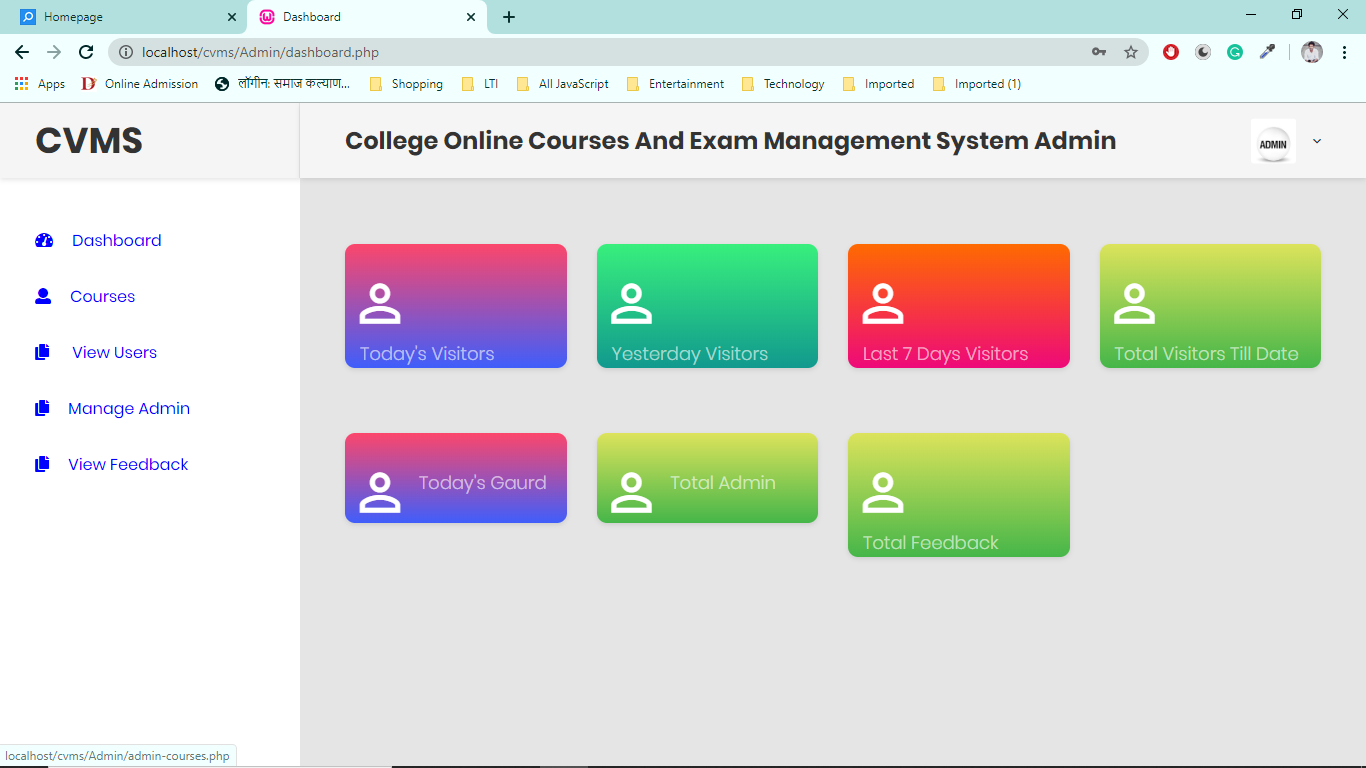 Homepage
Dashboard
localhost/cvms/Admin/dashboard.php
Apps
Online Admission
लॉगीन: समाज कल्याण...
Shopping
LTI
All JavaScript
Entertainment
Technology
Imported
Imported (1)
CVMS
College Online Courses And Exam Management System Admin
ADMIN
Dashboard
Courses
View Users
Manage Admin
View Feedback
Today's Visitors
Yesterday Visitors
Last 7 Days Visitors
Total Visitors Till Date
Today's Gaurd
Total Admin
Total Feedback
localhost/cvms/Admin/admin-courses.php